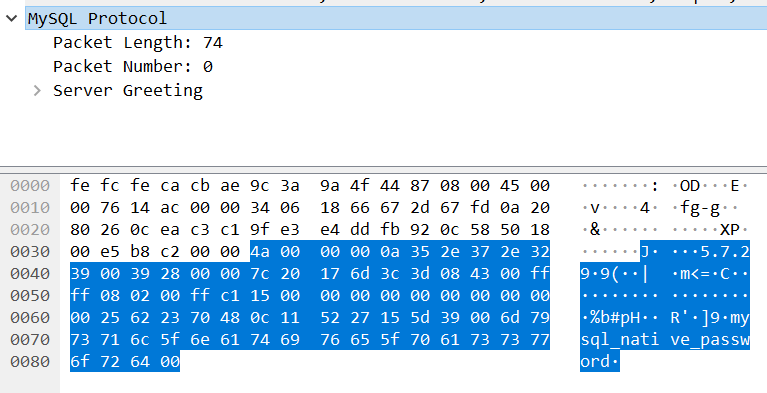 MySQL Protocol
Packet Length: 74
Packet Number: 0
Server Greeting
0000 fe fc fe ca cb ae 9c 3a 9a 4f 44 87 08 00 45 00 ·······: ·OD···E·
0010 00 76 14 ac 00 00 34 06 18 66 67 2d 67 fd 0a 20 ·v····4· ·fg-g··
0020 80 26 0c ea c3 c1 9f e3 e4 dd fb 92 0c 58 50 18 ·&······ ·····XP·
0030 00 e5 b8 c2 00 00 4a 00 00 00 0a 35 2e 37 2e 32 ······J· ···5.7.2
0040 39 00 39 28 00 00 7c 20 17 6d 3c 3d 08 43 00 ff 9·9(··| ·m<=·C··
0050 ff 08 02 00 ff c1 15 00 00 00 00 00 00 00 00 00 ········ ········
0060 00 25 62 23 70 48 0c 11 52 27 15 5d 39 00 6d 79 ·%b#pH·· R'·]9·my
0070 73 71 6c 5f 6e 61 74 69 76 65 5f 70 61 73 73 77 sql_nati ve_passw
0080 6f 72 64 00 ord·